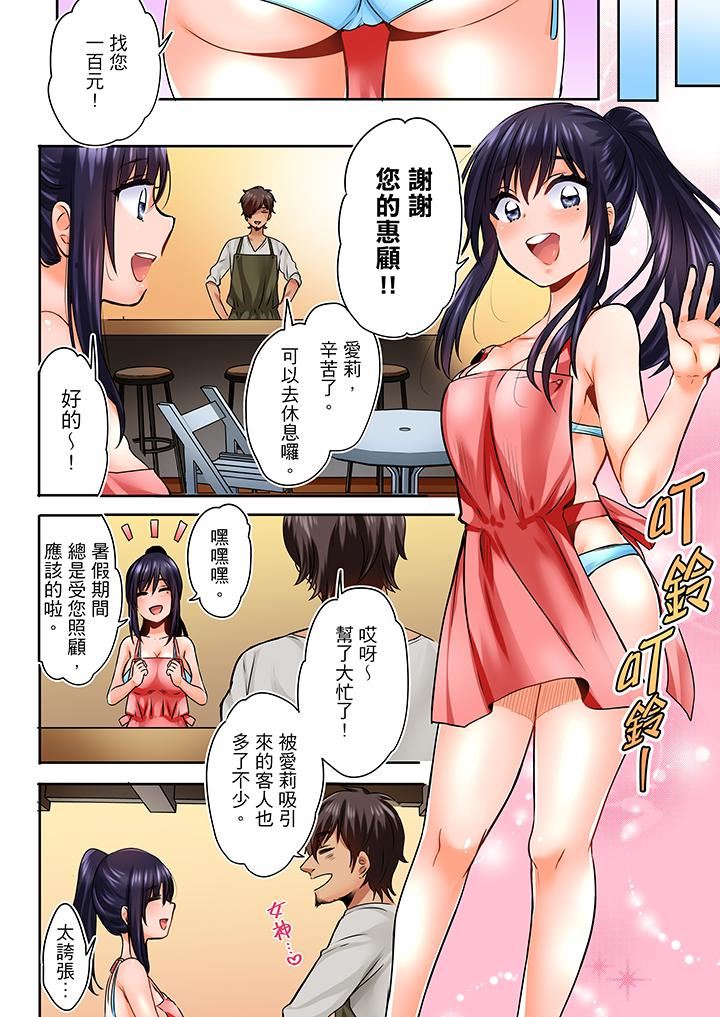 找您
一百元！
謝謝
您的惠顧！！
愛莉，
辛苦了。
可以去休息囉。
好的～！
叮鈴叮鈴ー
哎呀～
幫了大忙了！
被愛莉吸引
來的客人也
多了不少。
嘿嘿嘿。
暑假期間
總是受您照顧，
應該的啦。
女神…♡
太誇張…